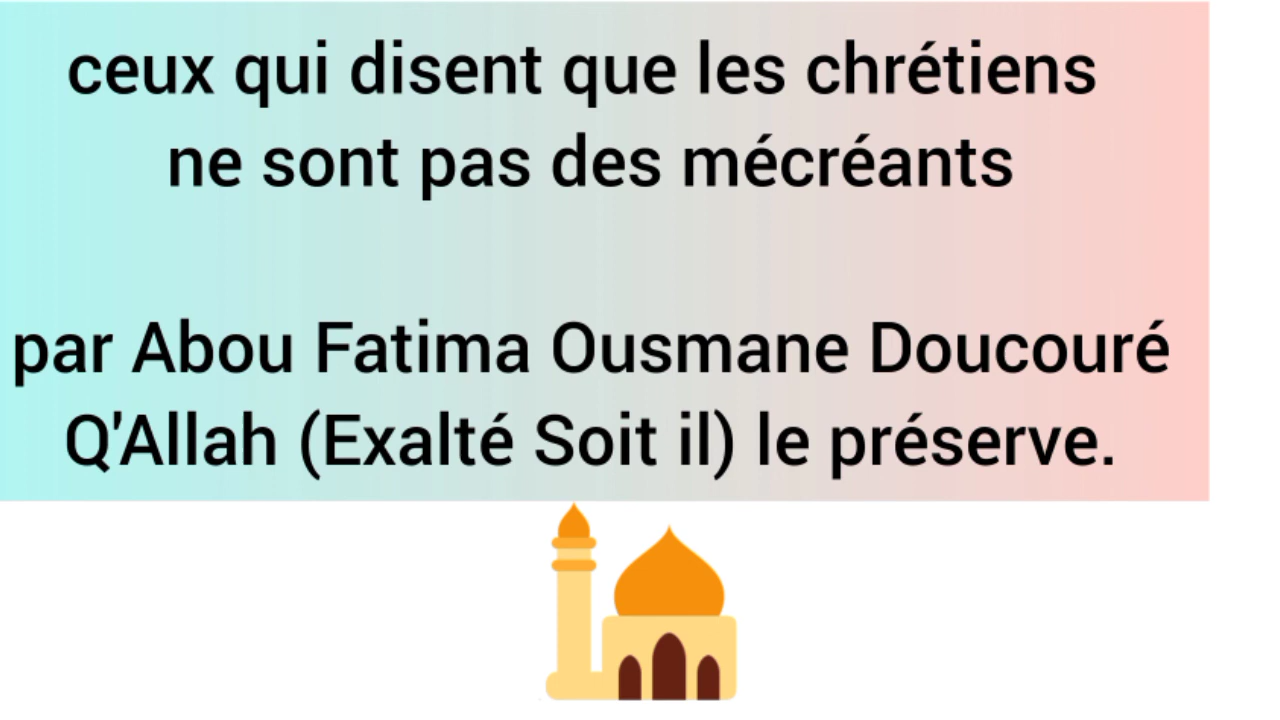 ceux qui disent que les chrétiens
ne sont pas des mécréants
par Abou Fatima Ousmane Doucouré
Q'Allah (Exalté Soit il) le préserve.